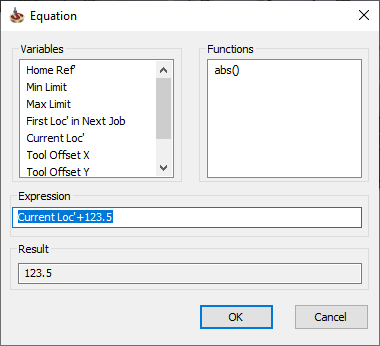 Equation
Variables
Home Ref'
Min Limit
Max Limit
First Loc' in Next Job
Current Loc'
Tool Offset X
Tool Offset Y
Functions
abs()
Expression
Current Loc'+123.5
Result
123.5
OK
Cancel